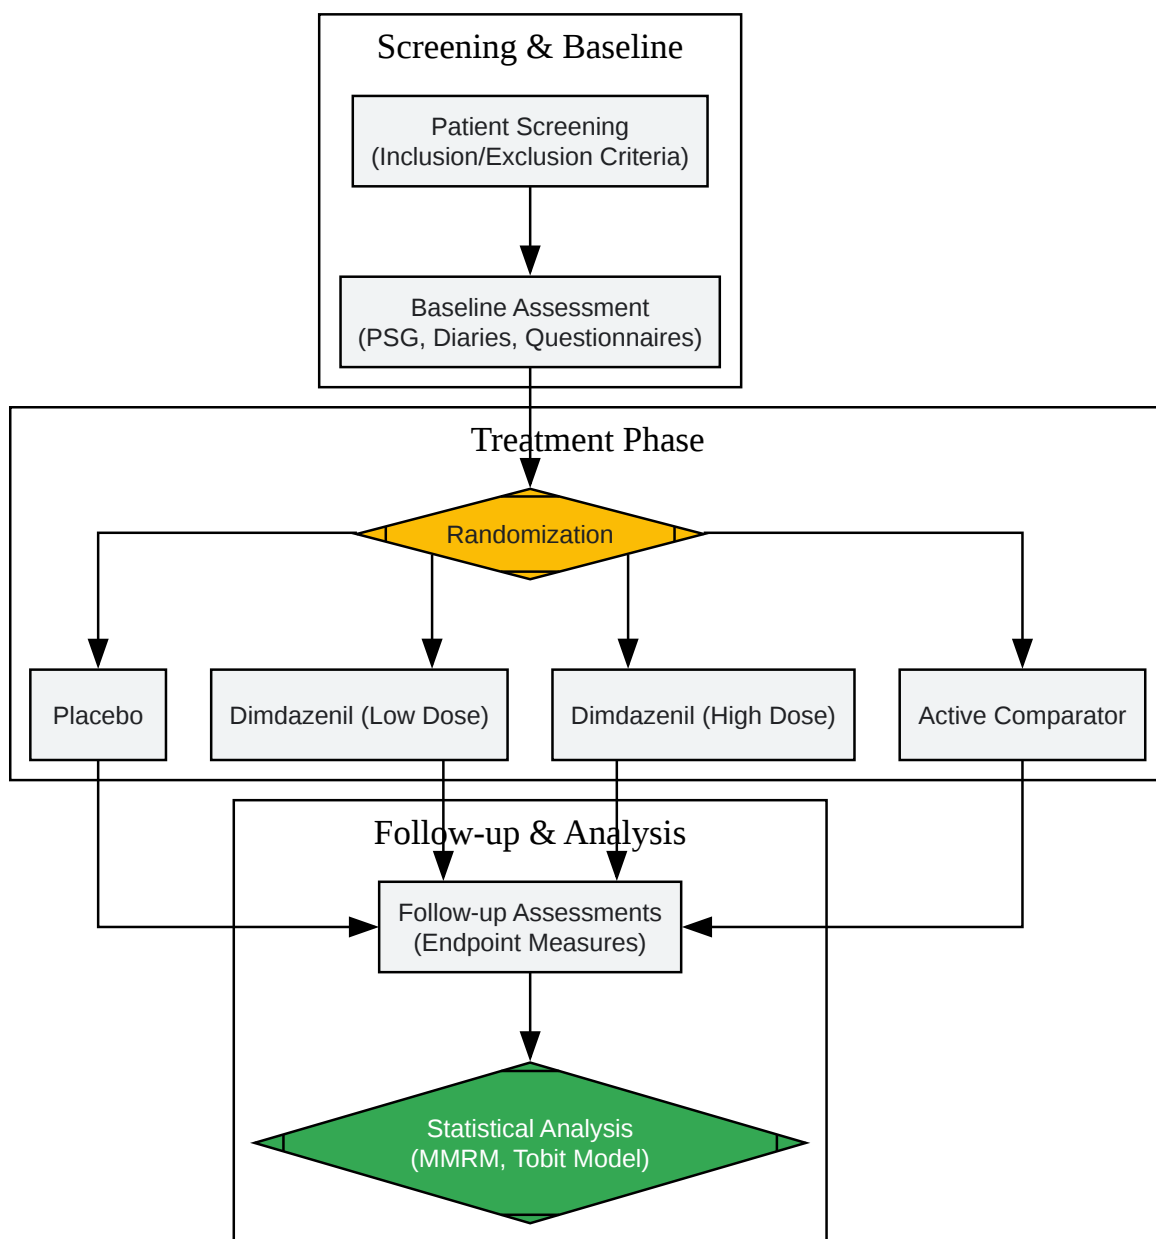 Screening & Baseline
Patient Screening
(Inclusion/Exclusion Criteria)
Baseline Assessment
(PSG, Diaries, Questionnaires)
Treatment Phase
Randomization
Placebo
Dimdazenil (Low Dose)
Dimdazenil (High Dose)
Active Comparator
Follow-up & Analysis
Follow-up Assessments
(Endpoint Measures)
Statistical Analysis
(MMRM, Tobit Model)